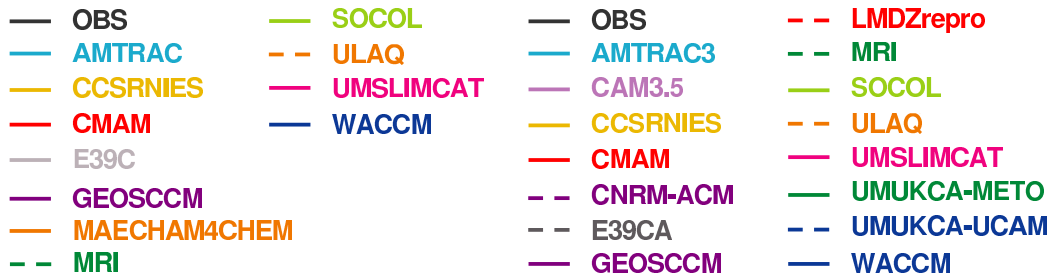 OBS
AMTRAC
CCSRNIES
CMAM
E39C
GEOSCCM
MAECHAM4CHEM
MRI
SOCOL
ULAQ
UMSLIMCAT
WACCM
OBS
AMTRAC3
CAM3.5
CCSRNIES
CMAM
CNRM-ACM
E39CA
GEOSCCM
LMDZrepro
MRI
SOCOL
ULAQ
UMSLIMCAT
UMUKCA-METO
UMUKCA-UCAM
WACCM